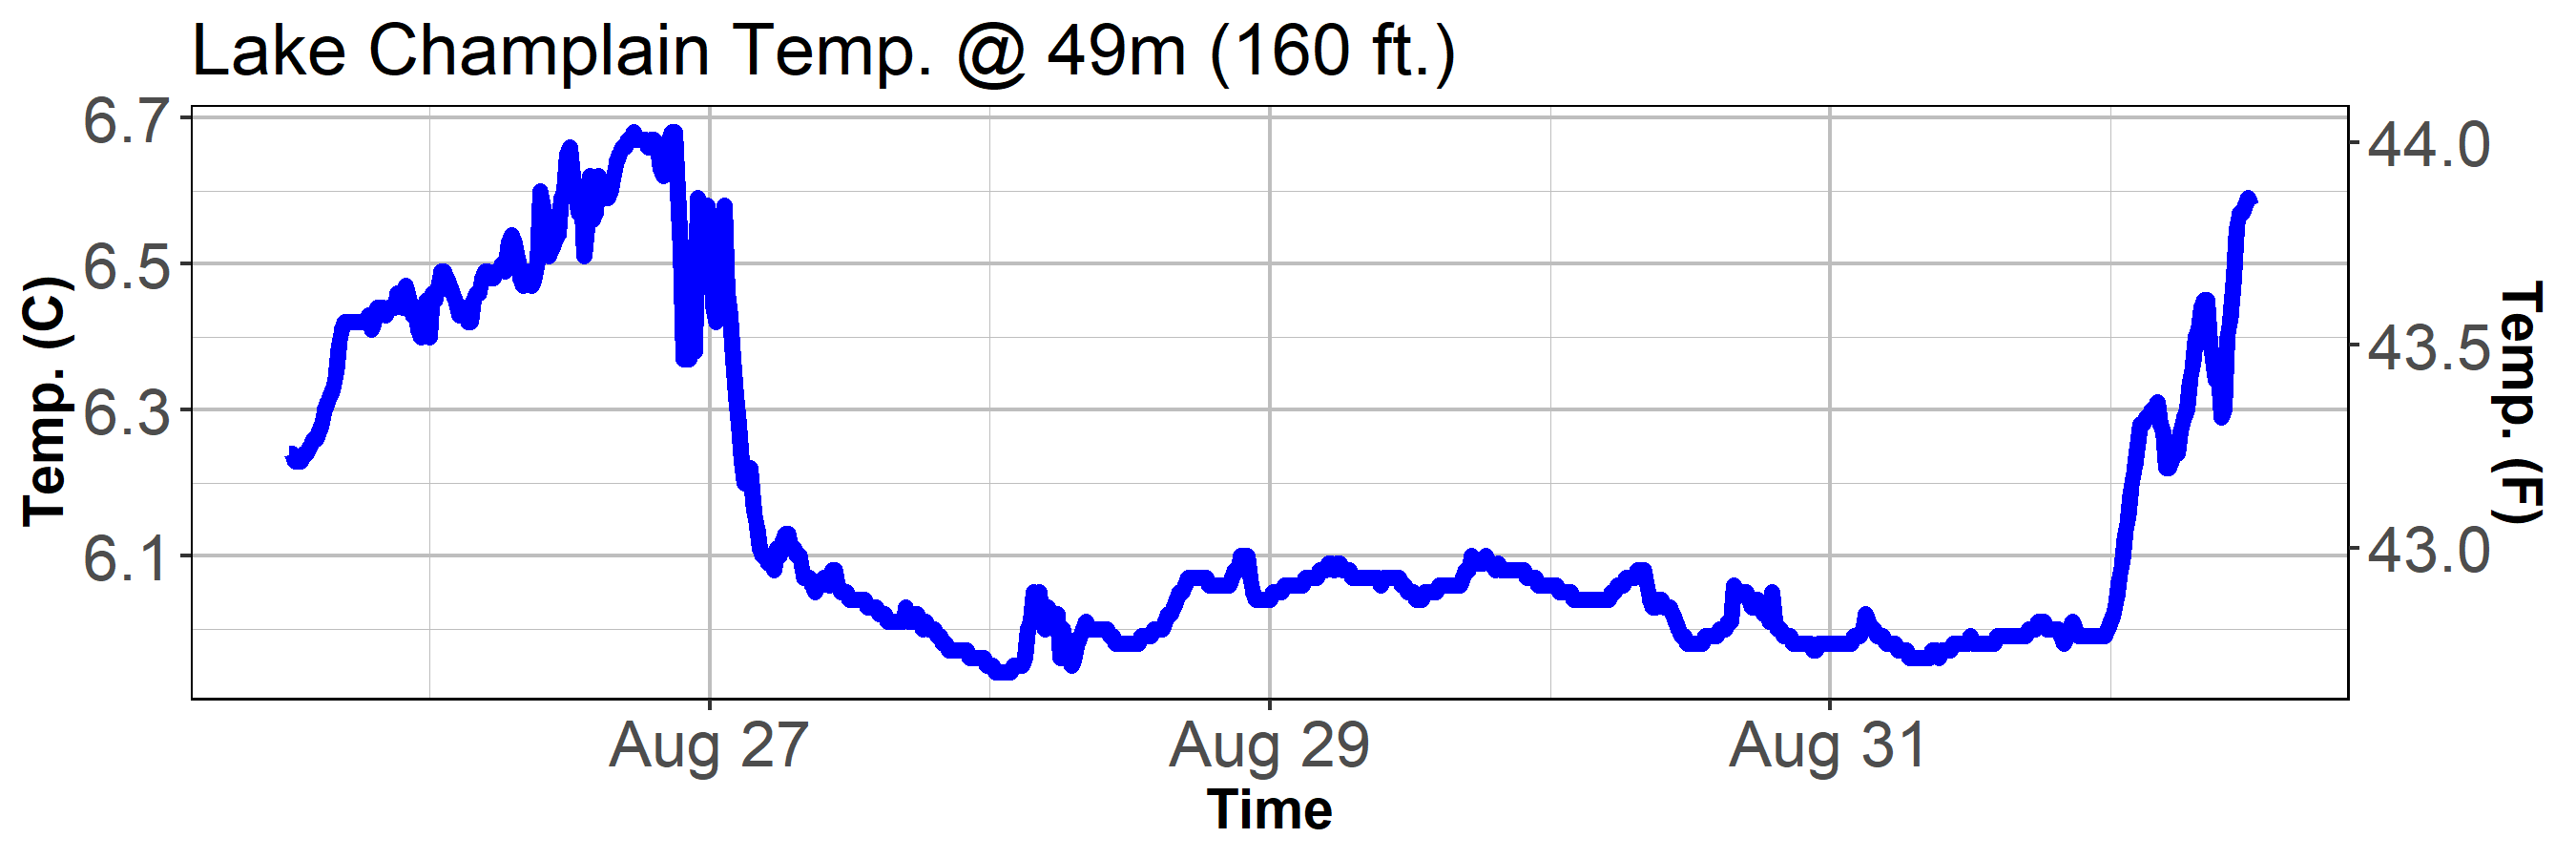 Lake Champlain Temp. @ 49m (160 ft.)
6.7
6.5
6.3
6.1
Temp. (C)
44.0
43.5
43.0
Temp. (F)
Aug 27 Aug 29 Aug 31
Time